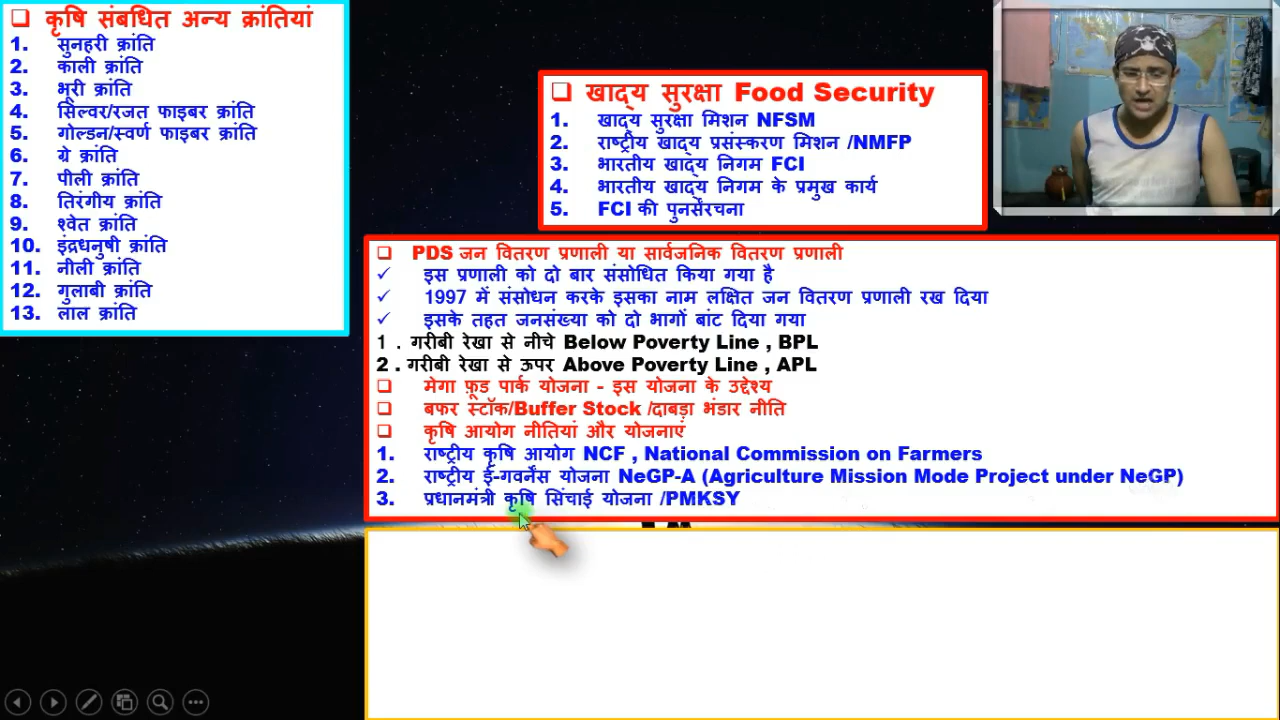 ❑ कृषि संबधित अन्य क्रांतियां
1. सुनहरी क्रांति
2. काली क्रांति
3. भूरी क्रांति
4. सिल्वर/रजत फाइबर क्रांति
5. गोल्डन/स्वर्ण फाइबर क्रांति
6. ग्रे क्रांति
7. पीली क्रांति
8. तिरंगीय क्रांति
9. श्वेत क्रांति
10. इंद्रधनुषी क्रांति
11. नीली क्रांति
12. गुलाबी क्रांति
13. लाल क्रांति
❑ खाद्य सुरक्षा Food Security
1. खाद्य सुरक्षा मिशन NFSM
2. राष्ट्रीय खाद्य प्रसंस्करण मिशन /NMFP
3. भारतीय खाद्य निगम FCI
4. भारतीय खाद्य निगम के प्रमुख कार्य
5. FCI की पुनर्संरचना
❑ PDS जन वितरण प्रणाली या सार्वजनिक वितरण प्रणाली
✓ इस प्रणाली को दो बार संसोधित किया गया है
✓ 1997 में संसोधन करके इसका नाम लक्षित जन वितरण प्रणाली रख दिया
✓ इसके तहत जनसंख्या को दो भागों बांट दिया गया
1 . गरीबी रेखा से नीचे Below Poverty Line , BPL
2 . गरीबी रेखा से ऊपर Above Poverty Line , APL
❑ मेगा फ़ूड पार्क योजना - इस योजना के उद्देश्य
❑ बफर स्टॉक/Buffer Stock /दाबड़ा भंडार नीति
❑ कृषि आयोग नीतियां और योजनाएं
1. राष्ट्रीय कृषि आयोग NCF , National Commission on Farmers
2. राष्ट्रीय ई-गवर्नेंस योजना NeGP-A (Agriculture Mission Mode Project under NeGP)
3. प्रधानमंत्री कृषि सिंचाई योजना /PMKSY